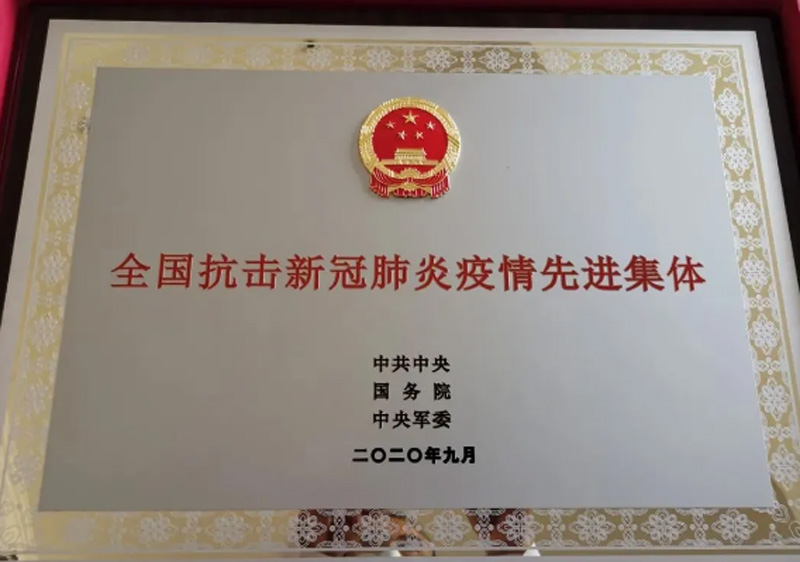 全国抗击新冠肺炎疫情先进集体
中共中央
国务院
中央军委
二〇二〇年九月